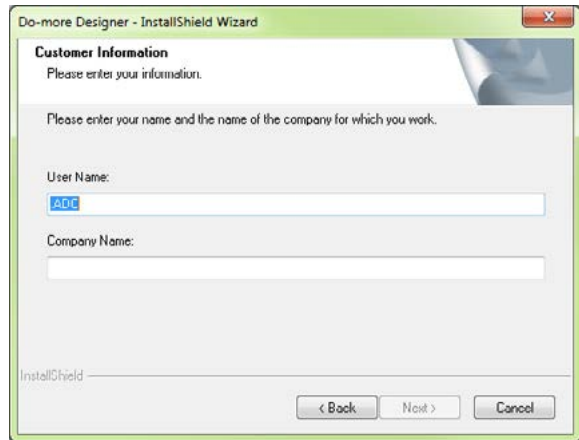 Do-more Designer - InstallShield Wizard
Customer Information
Please enter your information.
Please enter your name and the name of the company for which you work.
User Name:
.ADC
Company Name:
InstallShield
< Back
Next >
Cancel